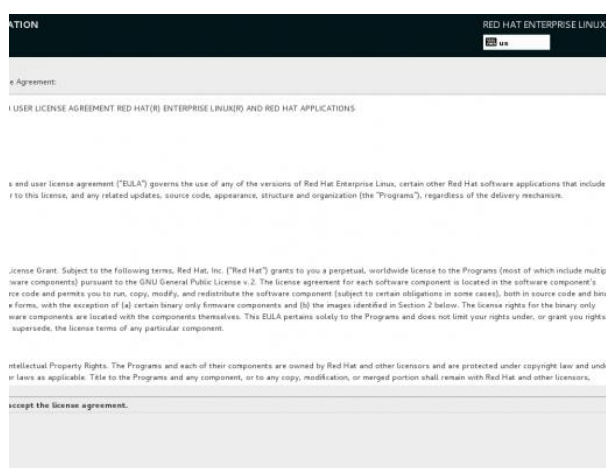 ATION
RED HAT ENTERPRISE LINUX
us
e Agreement:
USER LICENSE AGREEMENT RED HAT(R) ENTERPRISE LINUX(R) AND RED HAT APPLICATIONS
s end user license agreement ("EULA") governs the use of any of the versions of Red Hat Enterprise Linux, certain other Red Hat software applications that include
r to this license, and any related updates, source code, appearance, structure and organization (the "Programs"), regardless of the delivery mechanism.
License Grant. Subject to the following terms, Red Hat, Inc. ("Red Hat") grants to you a perpetual, worldwide license to the Programs (most of which include multip
ware components) pursuant to the GNU General Public License v.2. The license agreement for each software component is located in the software component's
rce code and permits you to run, copy, modify, and redistribute the software component (subject to certain obligations in some cases), both in source code and bina
e forms, with the exception of (a) certain binary only firmware components and (b) the images identified in Section 2 below. The license rights for the binary only
ware components are located with the components themselves. This EULA pertains solely to the Programs and does not limit your rights under, or grant you rights
supersede, the license terms of any particular component.
ntellectual Property Rights. The Programs and each of their components are owned by Red Hat and other licensors and are protected under copyright law and unde
er laws as applicable. Title to the Programs and any component, or to any copy, modification, or merged portion shall remain with Red Hat and other licensors,
accept the license agreement.